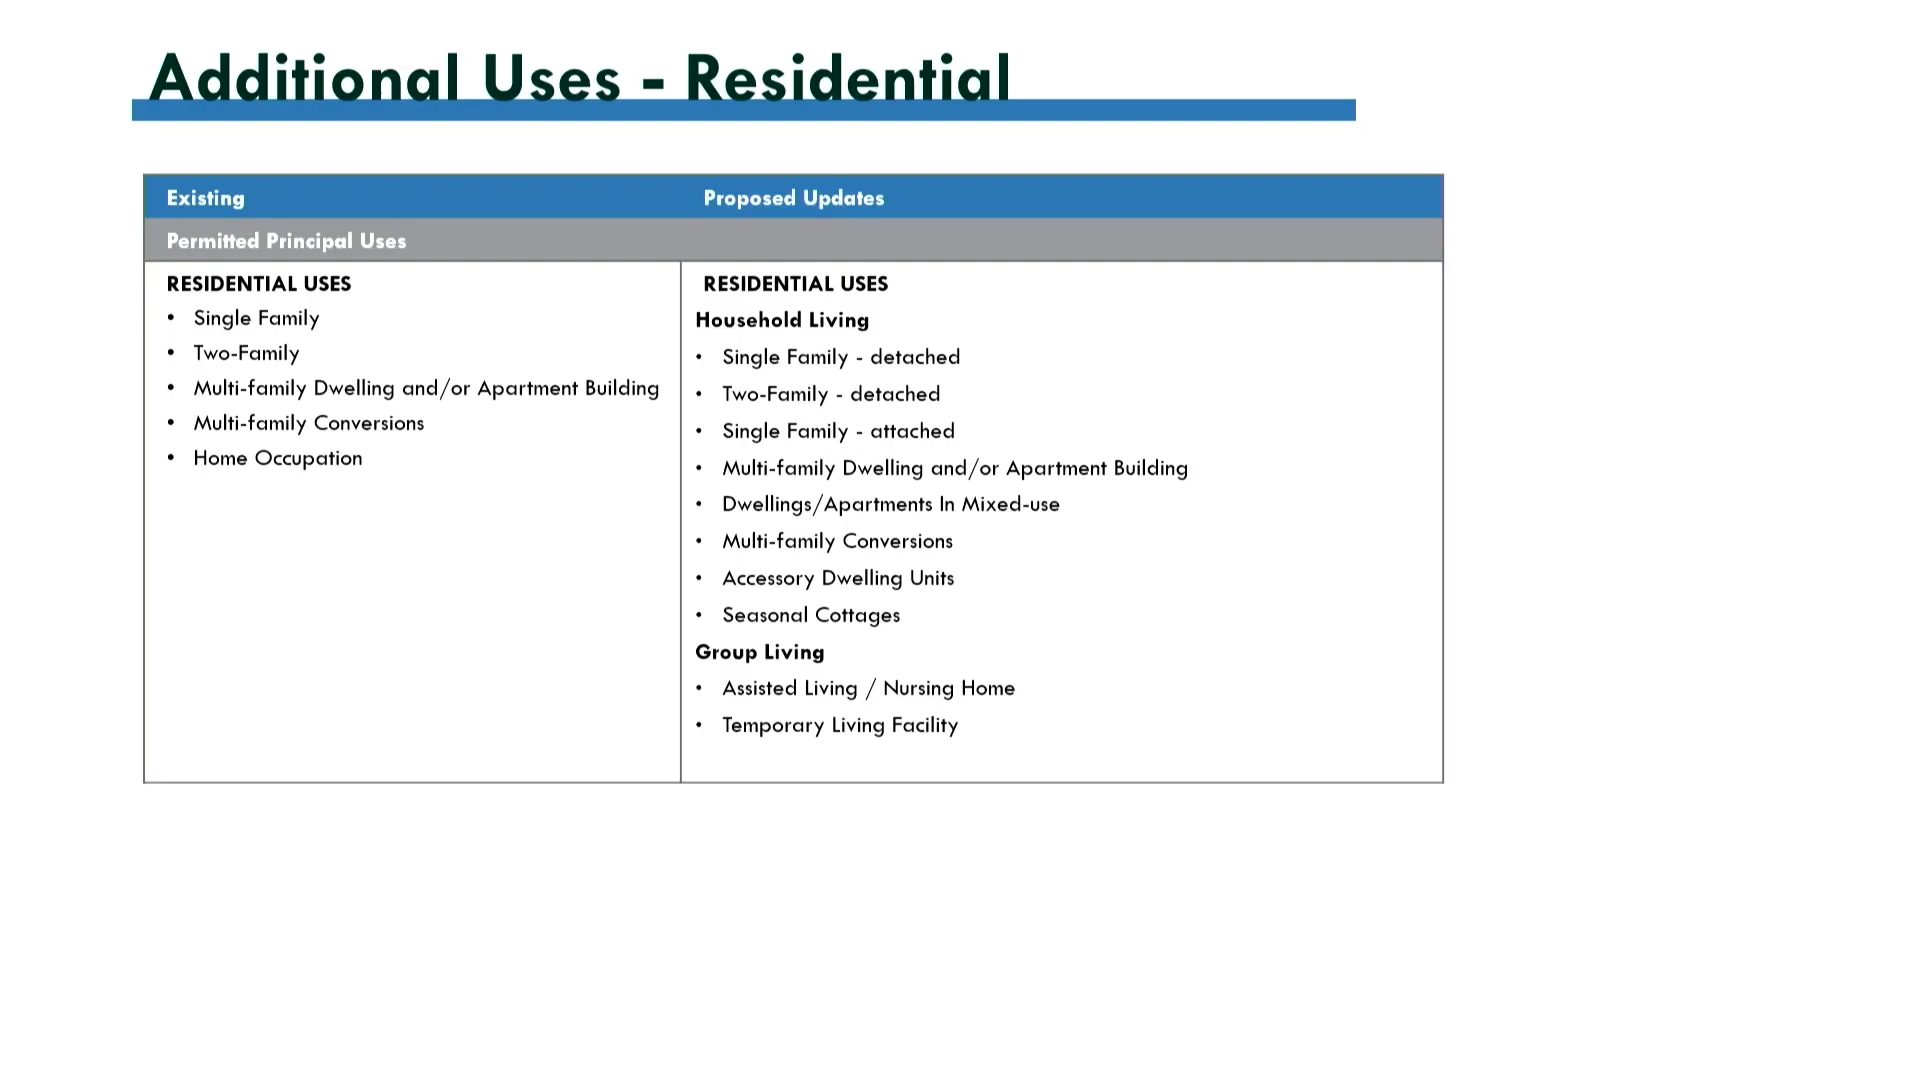 Additional Uses - Residential
Existing
Proposed Updates
Permitted Principal Uses
RESIDENTIAL USES
• Single Family
• Two-Family
• Multi-family Dwelling and/or Apartment Building
• Multi-family Conversions
• Home Occupation
RESIDENTIAL USES
Household Living
• Single Family - detached
• Two-Family - detached
• Single Family - attached
• Multi-family Dwelling and/or Apartment Building
• Dwellings/Apartments In Mixed-use
• Multi-family Conversions
• Accessory Dwelling Units
• Seasonal Cottages
Group Living
• Assisted Living / Nursing Home
• Temporary Living Facility